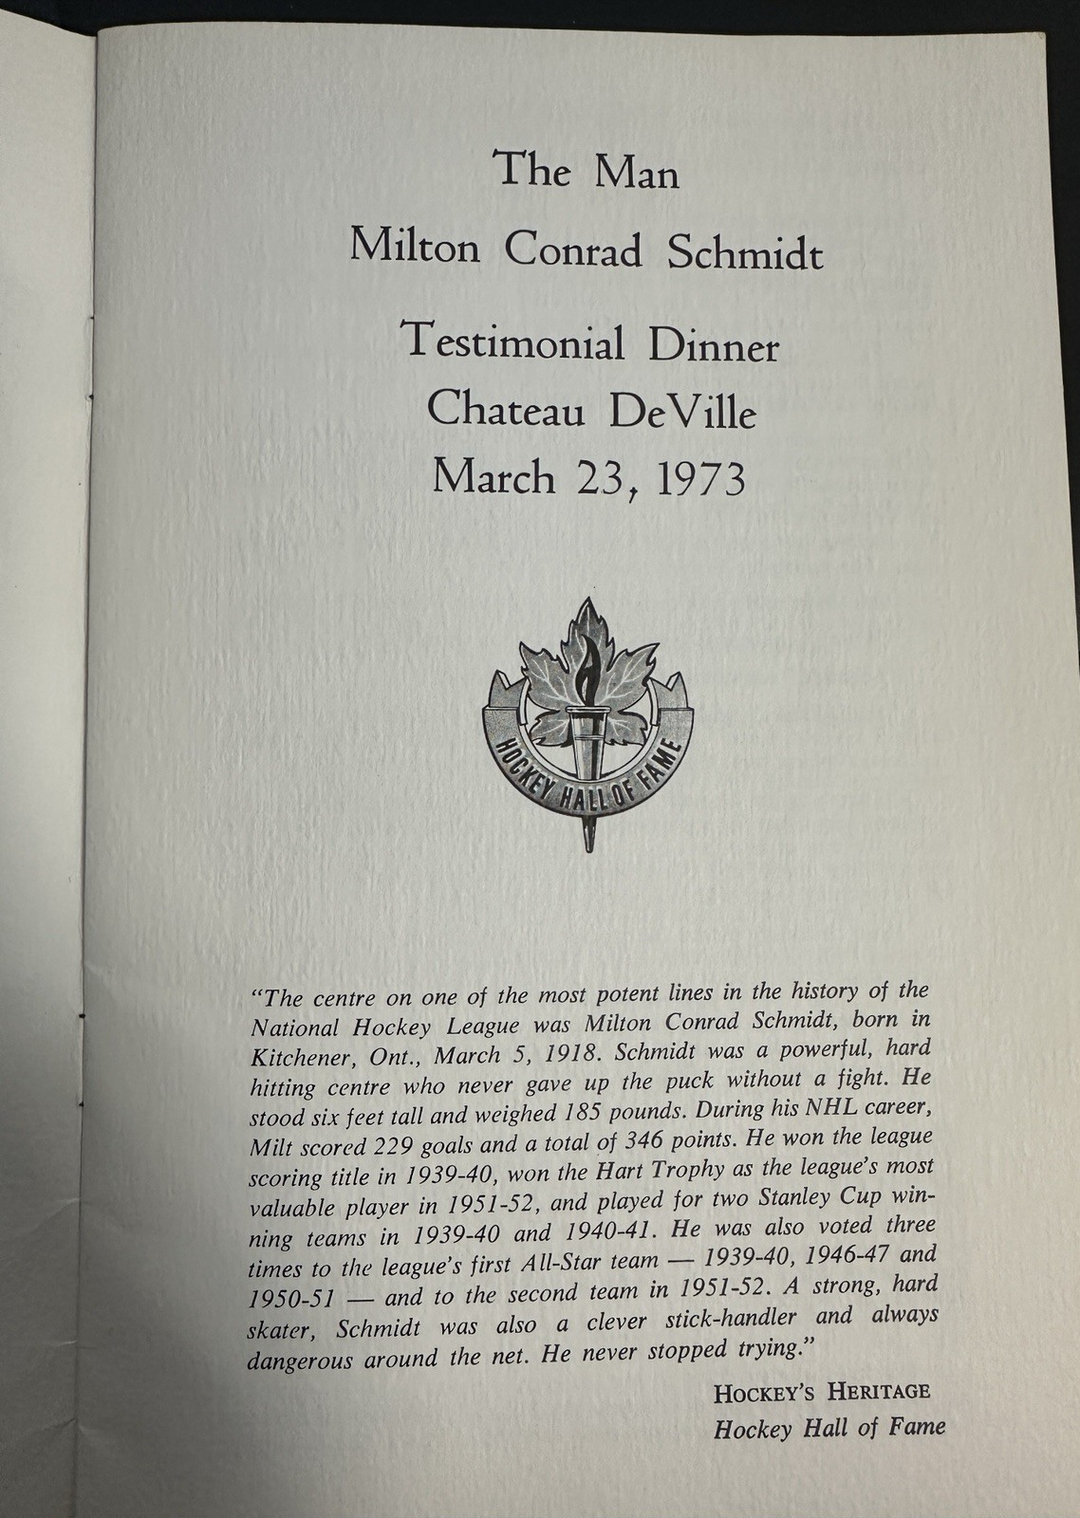 The Man
Milton Conrad Schmidt
Testimonial Dinner
Chateau DeVille
March 23, 1973
HOCKEY HALL OF FAME
"The centre on one of the most potent lines in the history of the
National Hockey League was Milton Conrad Schmidt, born in
Kitchener, Ont., March 5, 1918. Schmidt was a powerful, hard
hitting centre who never gave up the puck without a fight. He
stood six feet tall and weighed 185 pounds. During his NHL career,
Milt scored 229 goals and a total of 346 points. He won the league
scoring title in 1939-40, won the Hart Trophy as the league's most
valuable player in 1951-52, and played for two Stanley Cup win-
ning teams in 1939-40 and 1940-41. He was also voted three
times to the league's first All-Star team — 1939-40, 1946-47 and
1950-51 — and to the second team in 1951-52. A strong, hard
skater, Schmidt was also a clever stick-handler and always
dangerous around the net. He never stopped trying."
HOCKEY'S HERITAGE
Hockey Hall of Fame